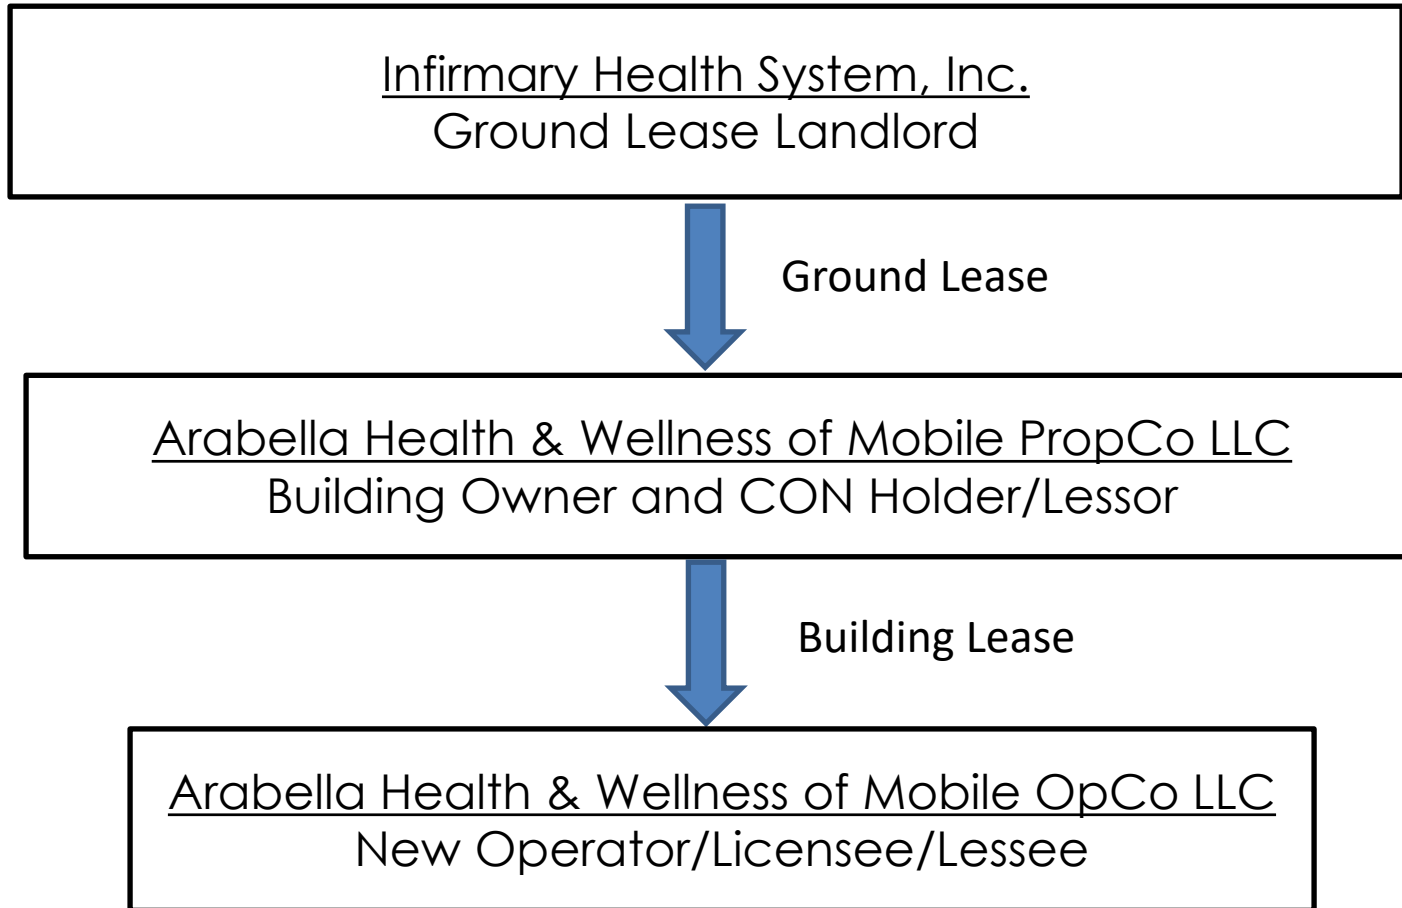 Infirmary Health System, Inc.
Ground Lease Landlord
Ground Lease
Arabella Health & Wellness of Mobile PropCo LLC
Building Owner and CON Holder/Lessor
Building Lease
Arabella Health & Wellness of Mobile OpCo LLC
New Operator/Licensee/Lessee